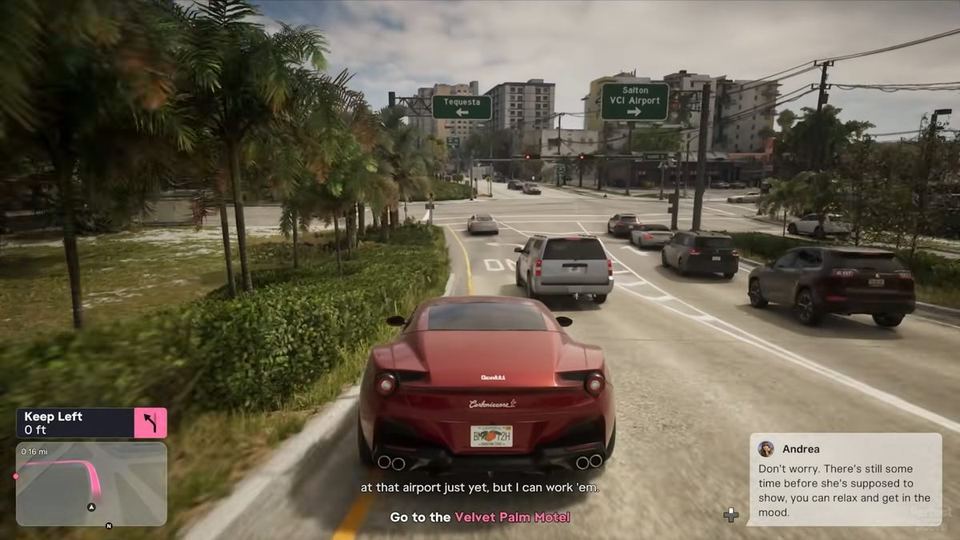 Tequesta
Salton
VCI Airport
Keep Left
0 ft
0.16 mi
N
at that airport just yet, but I can work 'em.
Go to the Velvet Palm Motel
Andrea
Don't worry. There's still some
time before she's supposed to
show, you can relax and get in the
mood.